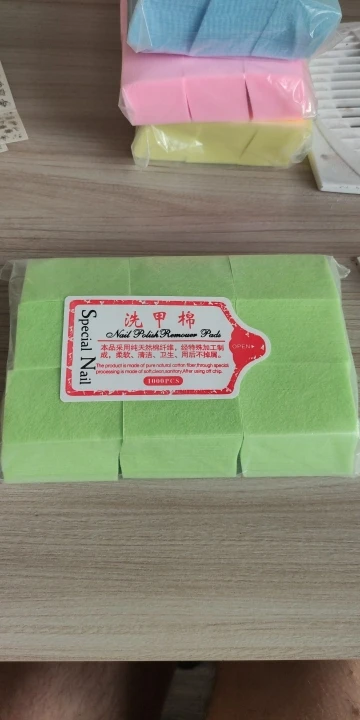 Special Nail
洗甲棉
Nail Polish Remover Pads
本品采用纯天然棉纤维，经特殊加工制
成，柔软、清洁、卫生、用后不掉屑。
The product is made of pure natural cotton fiber,through special
processing is made of soft,clean,sanitary.After using off chip.
1000PCS
OPEN